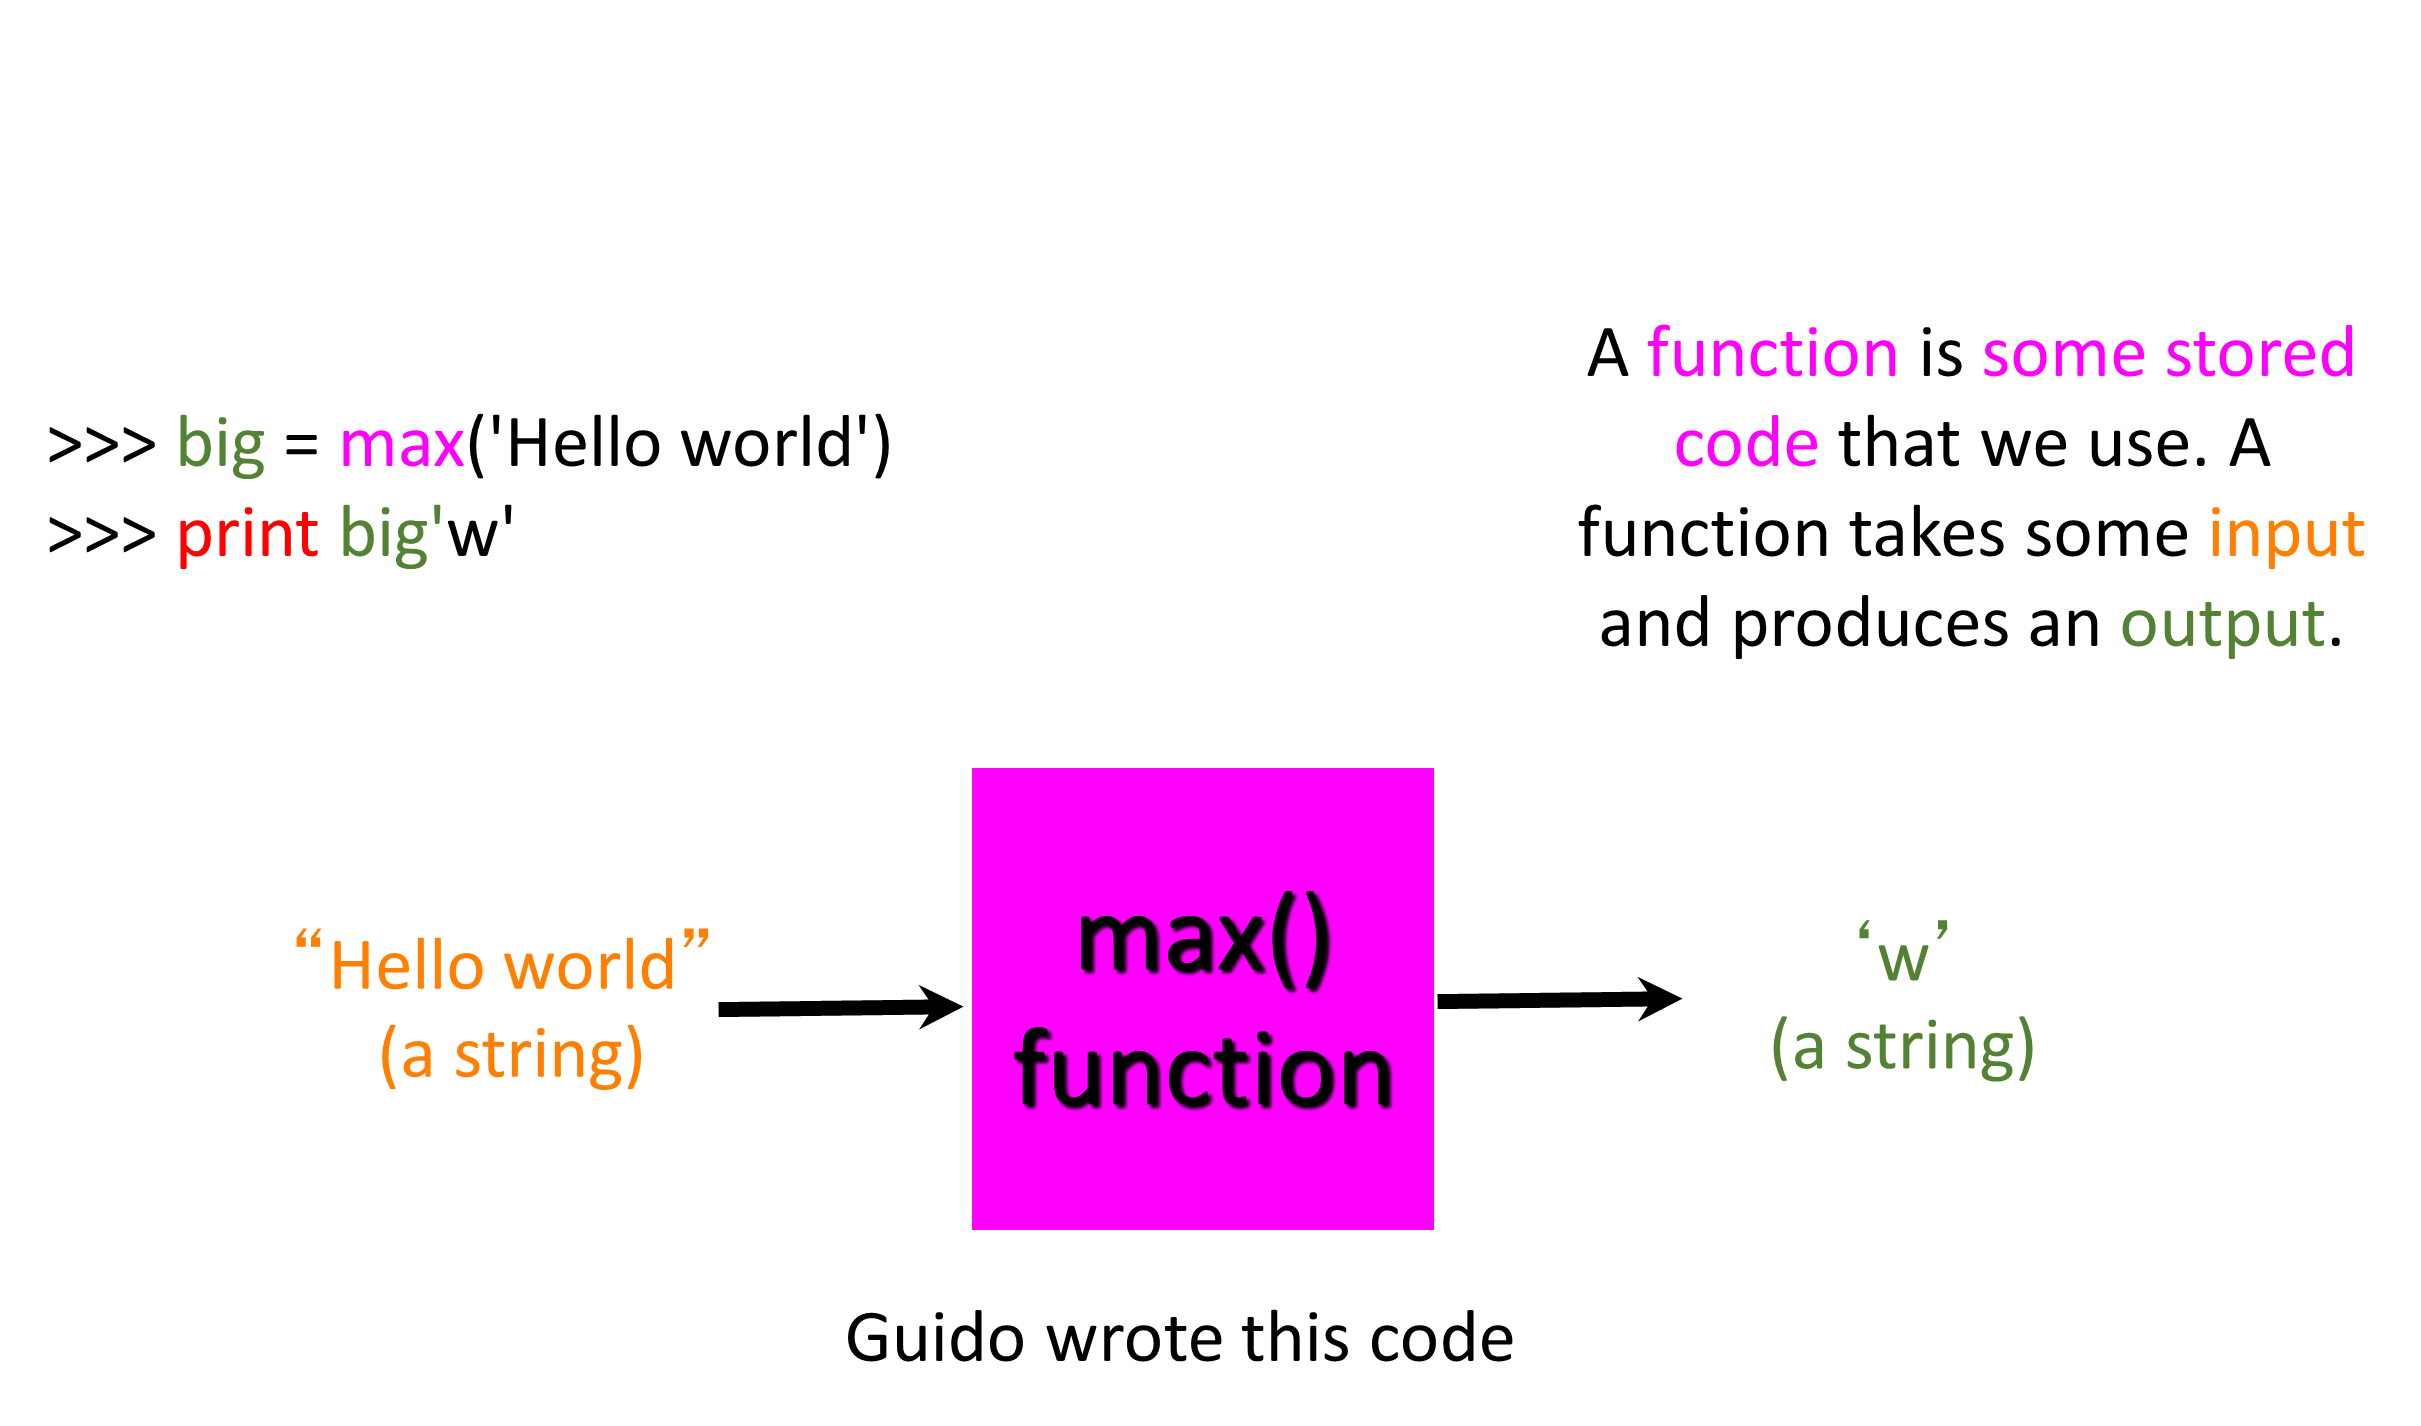 >>> big = max('Hello world')
>>> print big'w'
A function is some stored
code that we use. A
function takes some input
and produces an output.
“Hello world”
(a string)
max()
function
‘w’
(a string)
Guido wrote this code